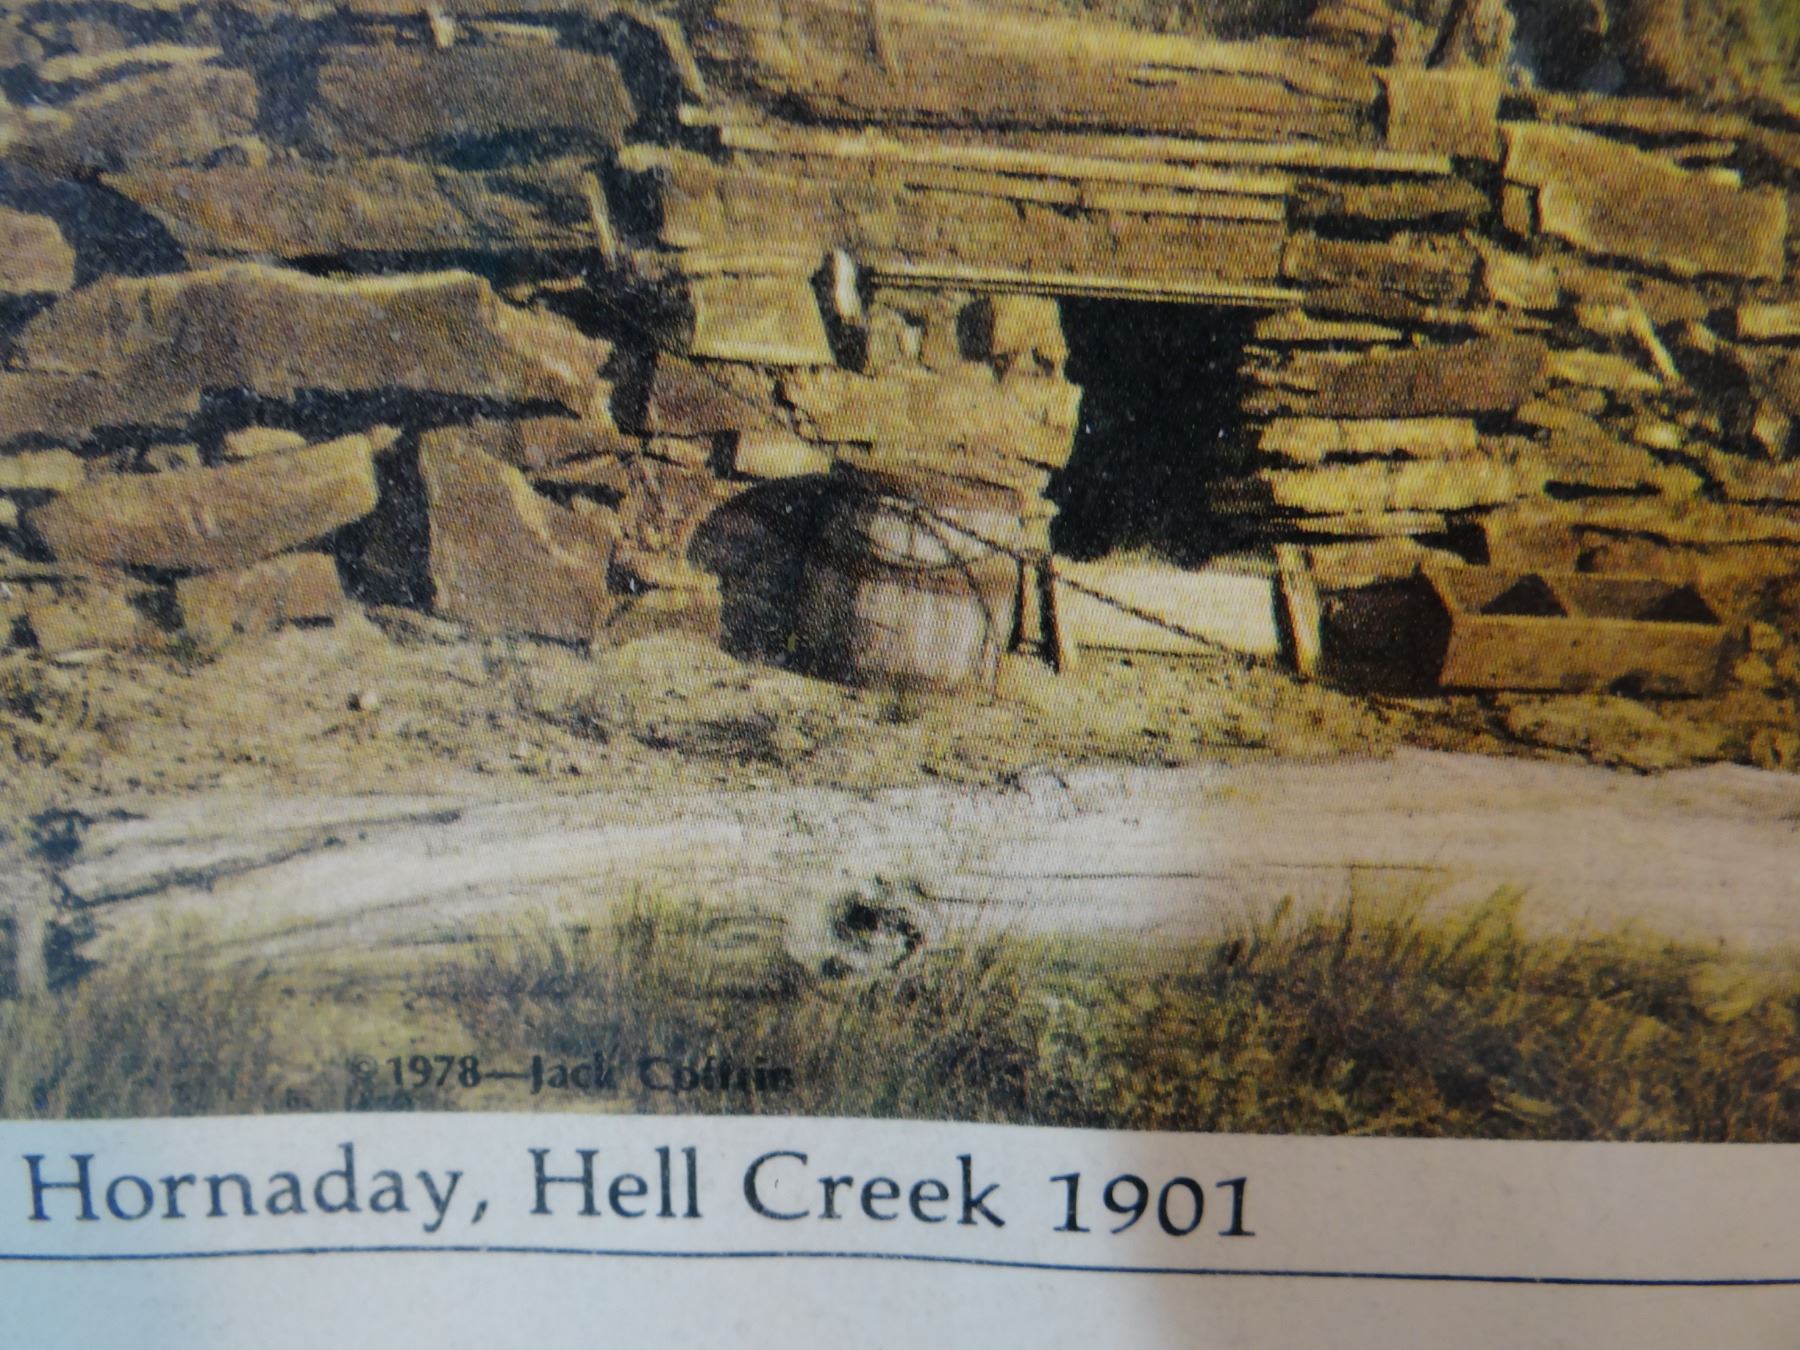 ©1978—Jack Coffrin
Hornaday, Hell Creek 1901